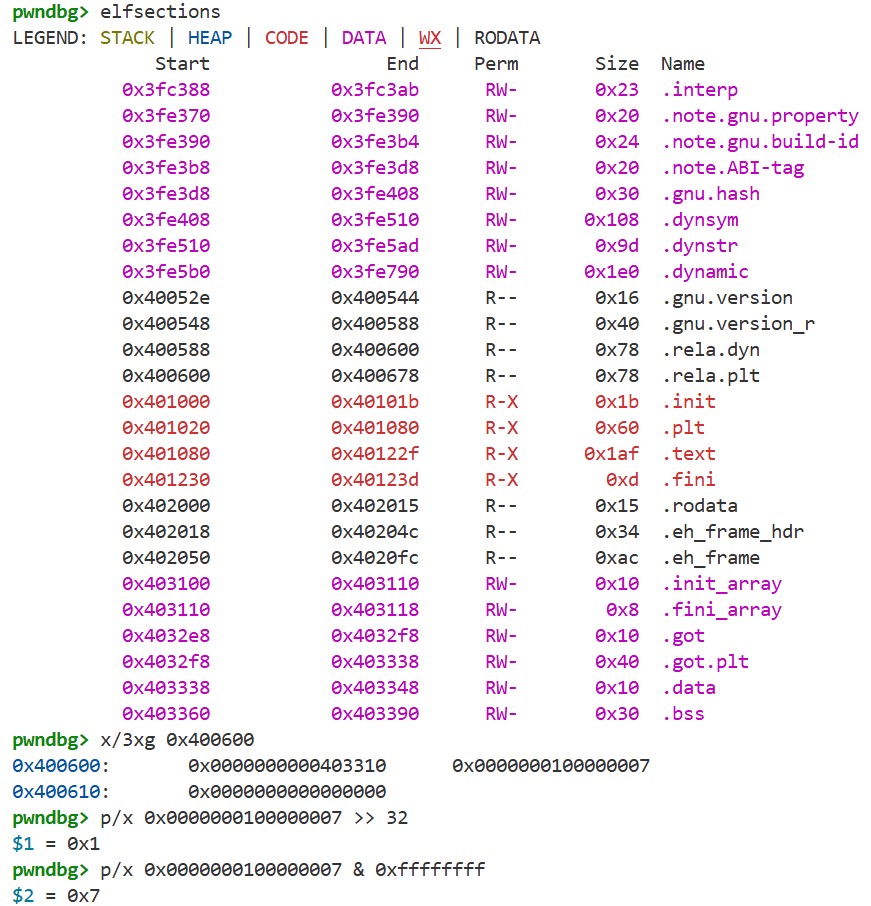 pwndbg> elfsections
LEGEND: STACK | HEAP | CODE | DATA | WX | RODATA
Start End Perm Size Name
0x3fc388 0x3fc3ab RW- 0x23 .interp
0x3fe370 0x3fe390 RW- 0x20 .note.gnu.property
0x3fe390 0x3fe3b4 RW- 0x24 .note.gnu.build-id
0x3fe3b8 0x3fe3d8 RW- 0x20 .note.ABI-tag
0x3fe3d8 0x3fe408 RW- 0x30 .gnu.hash
0x3fe408 0x3fe510 RW- 0x108 .dynsym
0x3fe510 0x3fe5ad RW- 0x9d .dynstr
0x3fe5b0 0x3fe790 RW- 0x1e0 .dynamic
0x40052e 0x400544 R-- 0x16 .gnu.version
0x400548 0x400588 R-- 0x40 .gnu.version_r
0x400588 0x400600 R-- 0x78 .rela.dyn
0x400600 0x400678 R-- 0x78 .rela.plt
0x401000 0x40101b R-X 0x1b .init
0x401020 0x401080 R-X 0x60 .plt
0x401080 0x40122f R-X 0x1af .text
0x401230 0x40123d R-X 0xd .fini
0x402000 0x402015 R-- 0x15 .rodata
0x402018 0x40204c R-- 0x34 .eh_frame_hdr
0x402050 0x4020fc R-- 0xac .eh_frame
0x403100 0x403110 RW- 0x10 .init_array
0x403110 0x403118 RW- 0x8 .fini_array
0x4032e8 0x4032f8 RW- 0x10 .got
0x4032f8 0x403338 RW- 0x40 .got.plt
0x403338 0x403348 RW- 0x10 .data
0x403360 0x403390 RW- 0x30 .bss
pwndbg> x/3xg 0x400600
0x400600: 0x0000000000403310 0x0000000100000007
0x400610: 0x0000000000000000
pwndbg> p/x 0x0000000100000007 >> 32
$1 = 0x1
pwndbg> p/x 0x0000000100000007 & 0xffffffff
$2 = 0x7